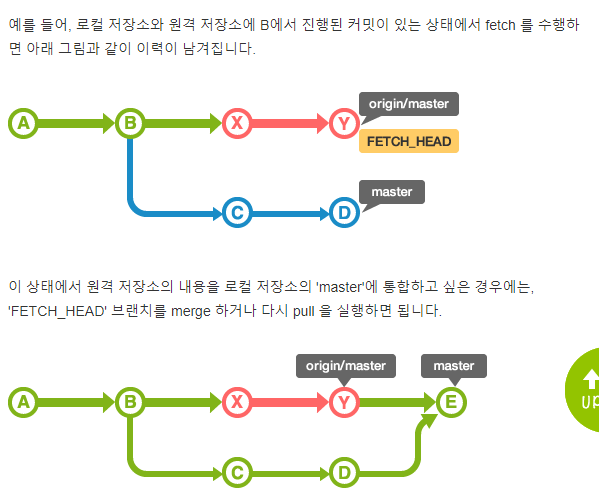 예를 들어, 로컬 저장소와 원격 저장소에 B에서 진행된 커밋이 있는 상태에서 fetch 를 수행하
면 아래 그림과 같이 이력이 남겨집니다.
origin/master
A
B
X
Y
FETCH_HEAD
master
C
D
이 상태에서 원격 저장소의 내용을 로컬 저장소의 'master'에 통합하고 싶은 경우에는,
'FETCH_HEAD' 브랜치를 merge 하거나 다시 pull 을 실행하면 됩니다.
origin/master
master
A
B
X
Y
E
C
D